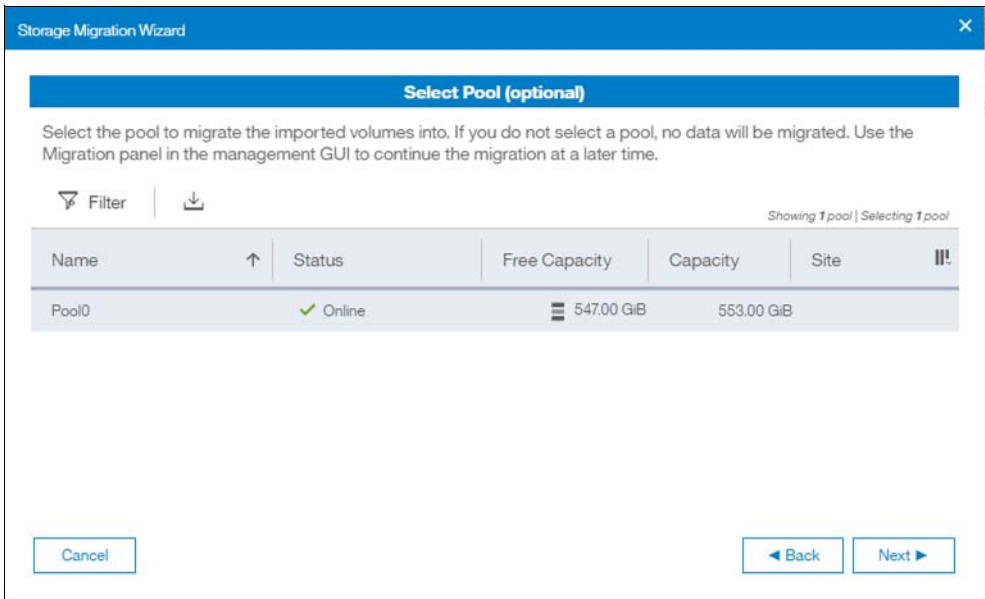 Storage Migration Wizard
Select Pool (optional)
Select the pool to migrate the imported volumes into. If you do not select a pool, no data will be migrated. Use the
Migration panel in the management GUI to continue the migration at a later time.
Filter
Showing 1 pool | Selecting 1 pool
Name Status Free Capacity Capacity Site
Pool0 Online 547.00 GiB 553.00 GiB
Cancel Back Next